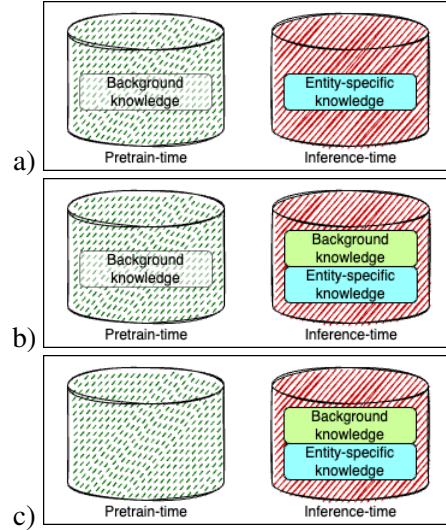 Background
knowledge
Entity-specific
knowledge
a)
Pretrain-time
Inference-time
Background
knowledge
Background
knowledge
Entity-specific
knowledge
b)
Pretrain-time
Inference-time
Background
knowledge
Entity-specific
knowledge
c)
Pretrain-time
Inference-time